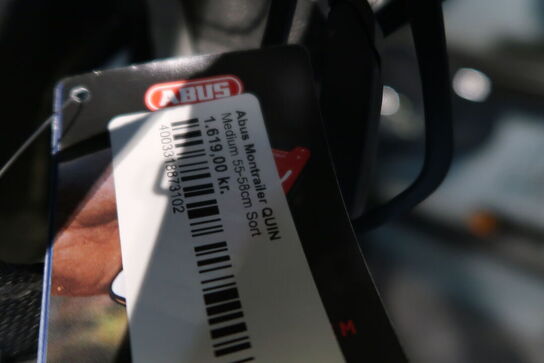 ABUS
Abus Montrailer QUIN
Medium 55-58cm Sort
1.619,00 kr.
4003318873102
M